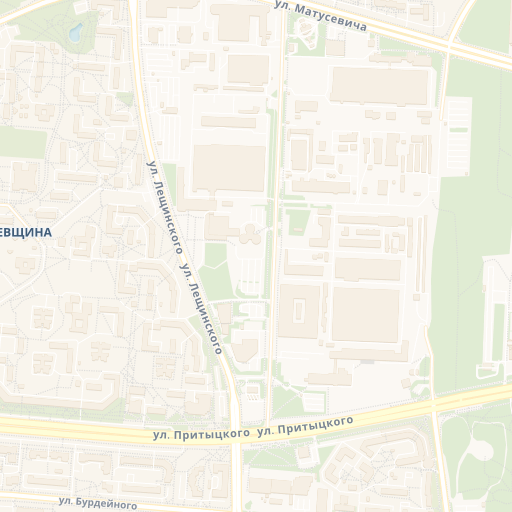 ул. Матусевича
ул. Лещинского
ул. Лещинского
ЕВЩИНА
ул. Притыцкого
ул. Притыцкого
ул. Бурдейного